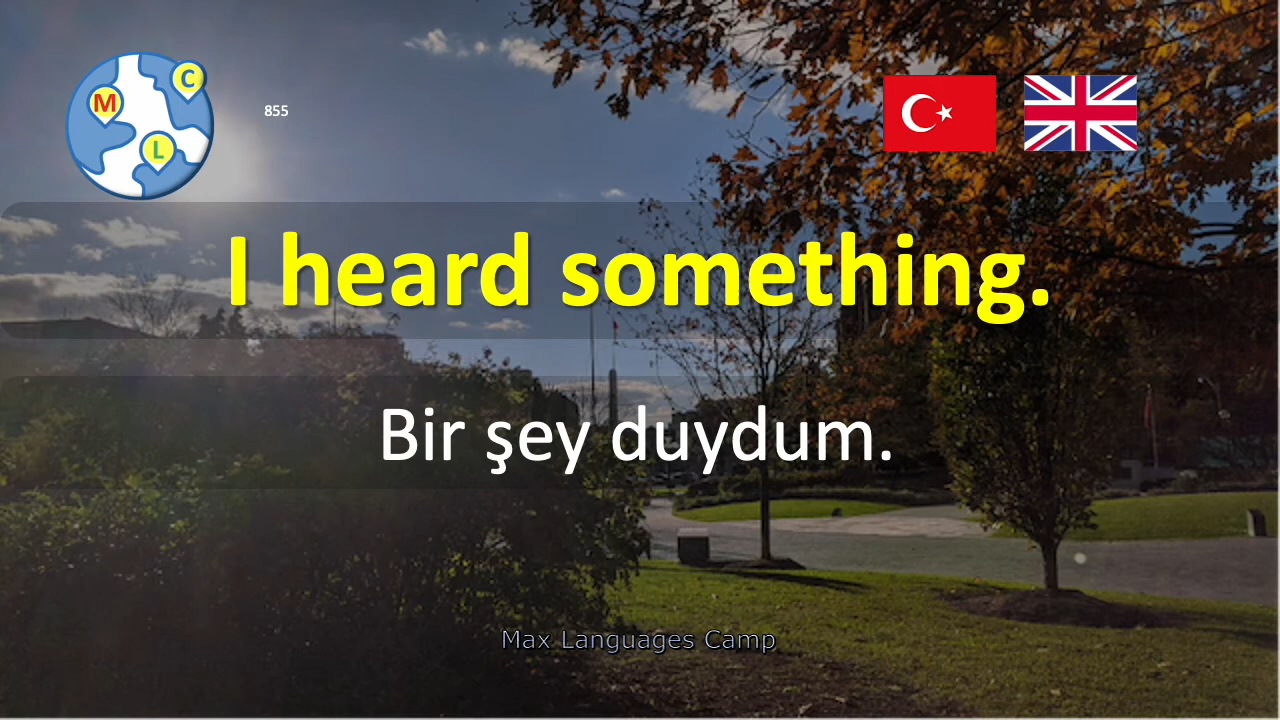 C
M
L
855
I heard something.
Bir şey duydum.
Max Languages Camp